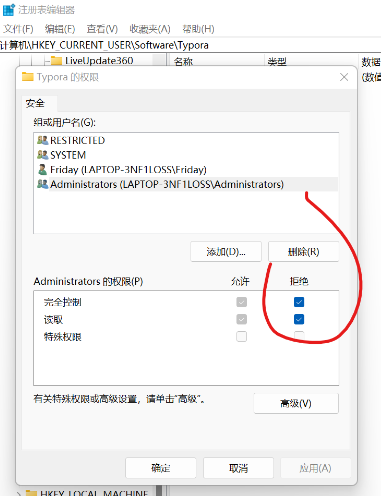 注册表编辑器
文件(F) 编辑(E) 查看(V) 收藏夹(A) 帮助(H)
计算机\HKEY_CURRENT_USER\Software\Typora
LiveUpdate360
名称 类型 数据
Typora 的权限
(数值
安全
组或用户名(G):
RESTRICTED
SYSTEM
Friday (LAPTOP-3NF1LOSS\Friday)
Administrators (LAPTOP-3NF1LOSS\Administrators)
添加(D)... 删除(R)
Administrators 的权限(P) 允许 拒绝
完全控制
读取
特殊权限
有关特殊权限或高级设置，请单击“高级”。
高级(V)
确定 取消 应用(A)
HKEY_LOCAL_MACHINE